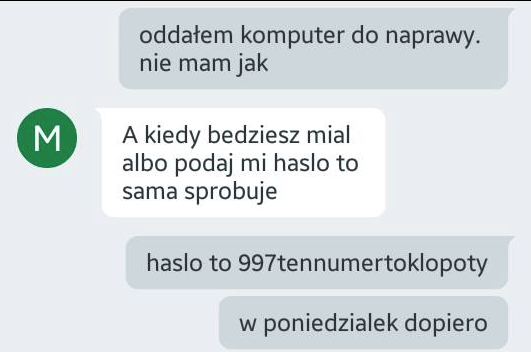 oddałem komputer do naprawy.
nie mam jak
M
A kiedy bedziesz mial
albo podaj mi haslo to
sama sprobuje
haslo to 997tennumertoklopoty
w poniedzialek dopiero